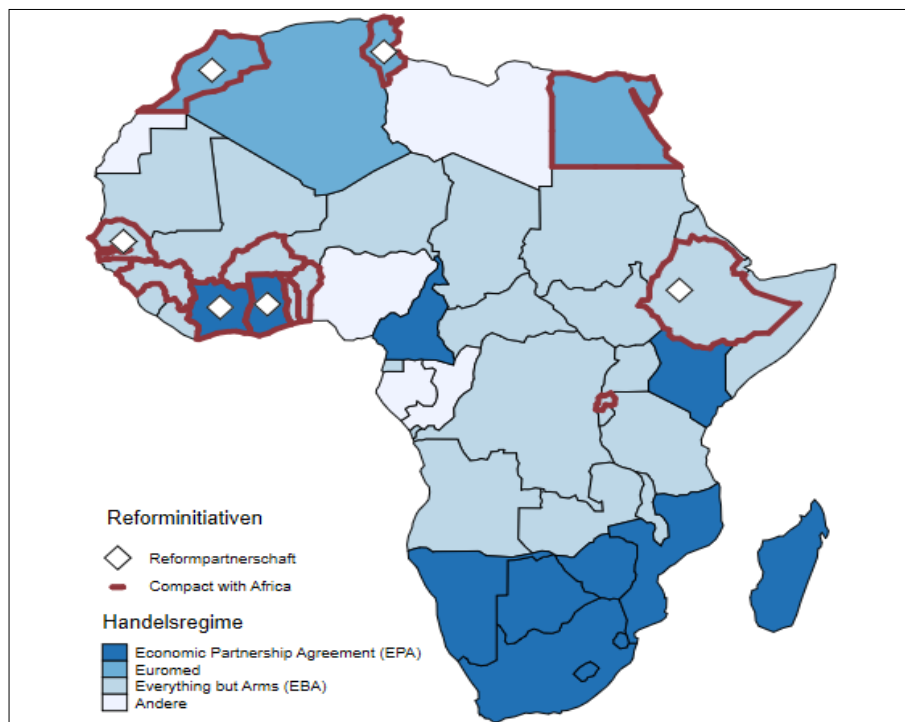 Reforminitiativen
Reformpartnerschaft
Compact with Africa
Handelsregime
Economic Partnership Agreement (EPA)
Euromed
Everything but Arms (EBA)
Andere